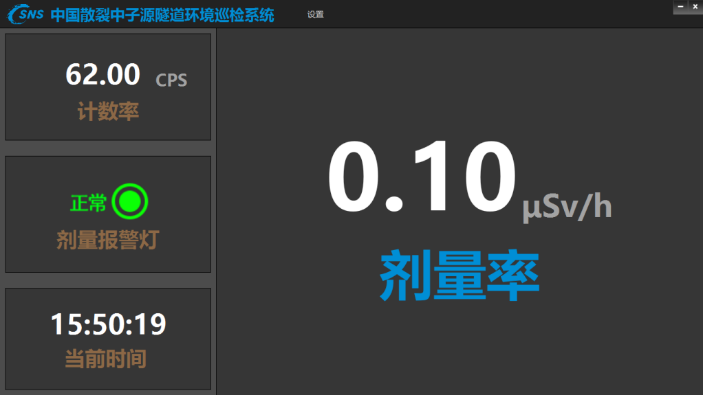 CSNS 中国散裂中子源隧道环境巡检系统 设置
62.00 CPS
计数率
正常
剂量报警灯
15:50:19
当前时间
0.10 μSv/h
剂量率